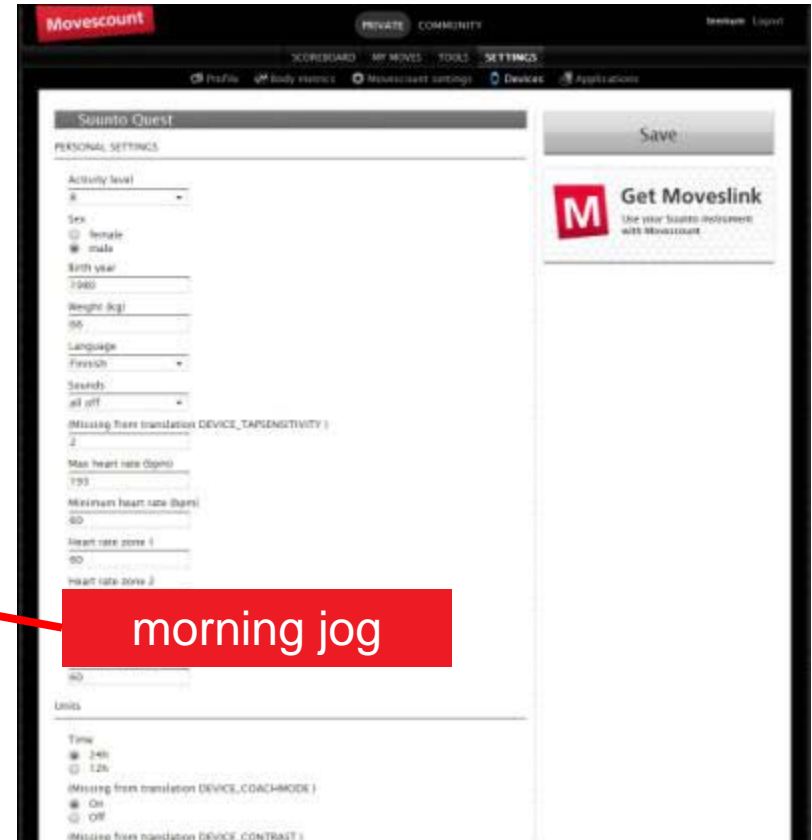 Movescount
PRIVATE COMMUNITY
Logout
SCOREBOARD MY MOVES TOOLS SETTINGS
Profile Body metrics Movescount settings Devices Applications
Suunto Quest
Save
PERSONAL SETTINGS
Get Moveslink
Use your Suunto instrument
with Movescount
Activity level
8
Sex
female
male
Birth year
1980
Weight (kg)
66
Language
Finnish
Sounds
all off
(Missing from translation DEVICE_TAPSENSITIVITY )
2
Max heart rate (bpm)
193
Minimum heart rate (bpm)
60
Heart rate zone 1
60
Heart rate zone 2
morning jog
60
Units
Time
24h
12h
(Missing from translation DEVICE_COACHMODE )
On
Off
(Missing from translation DEVICE_CONTRAST )